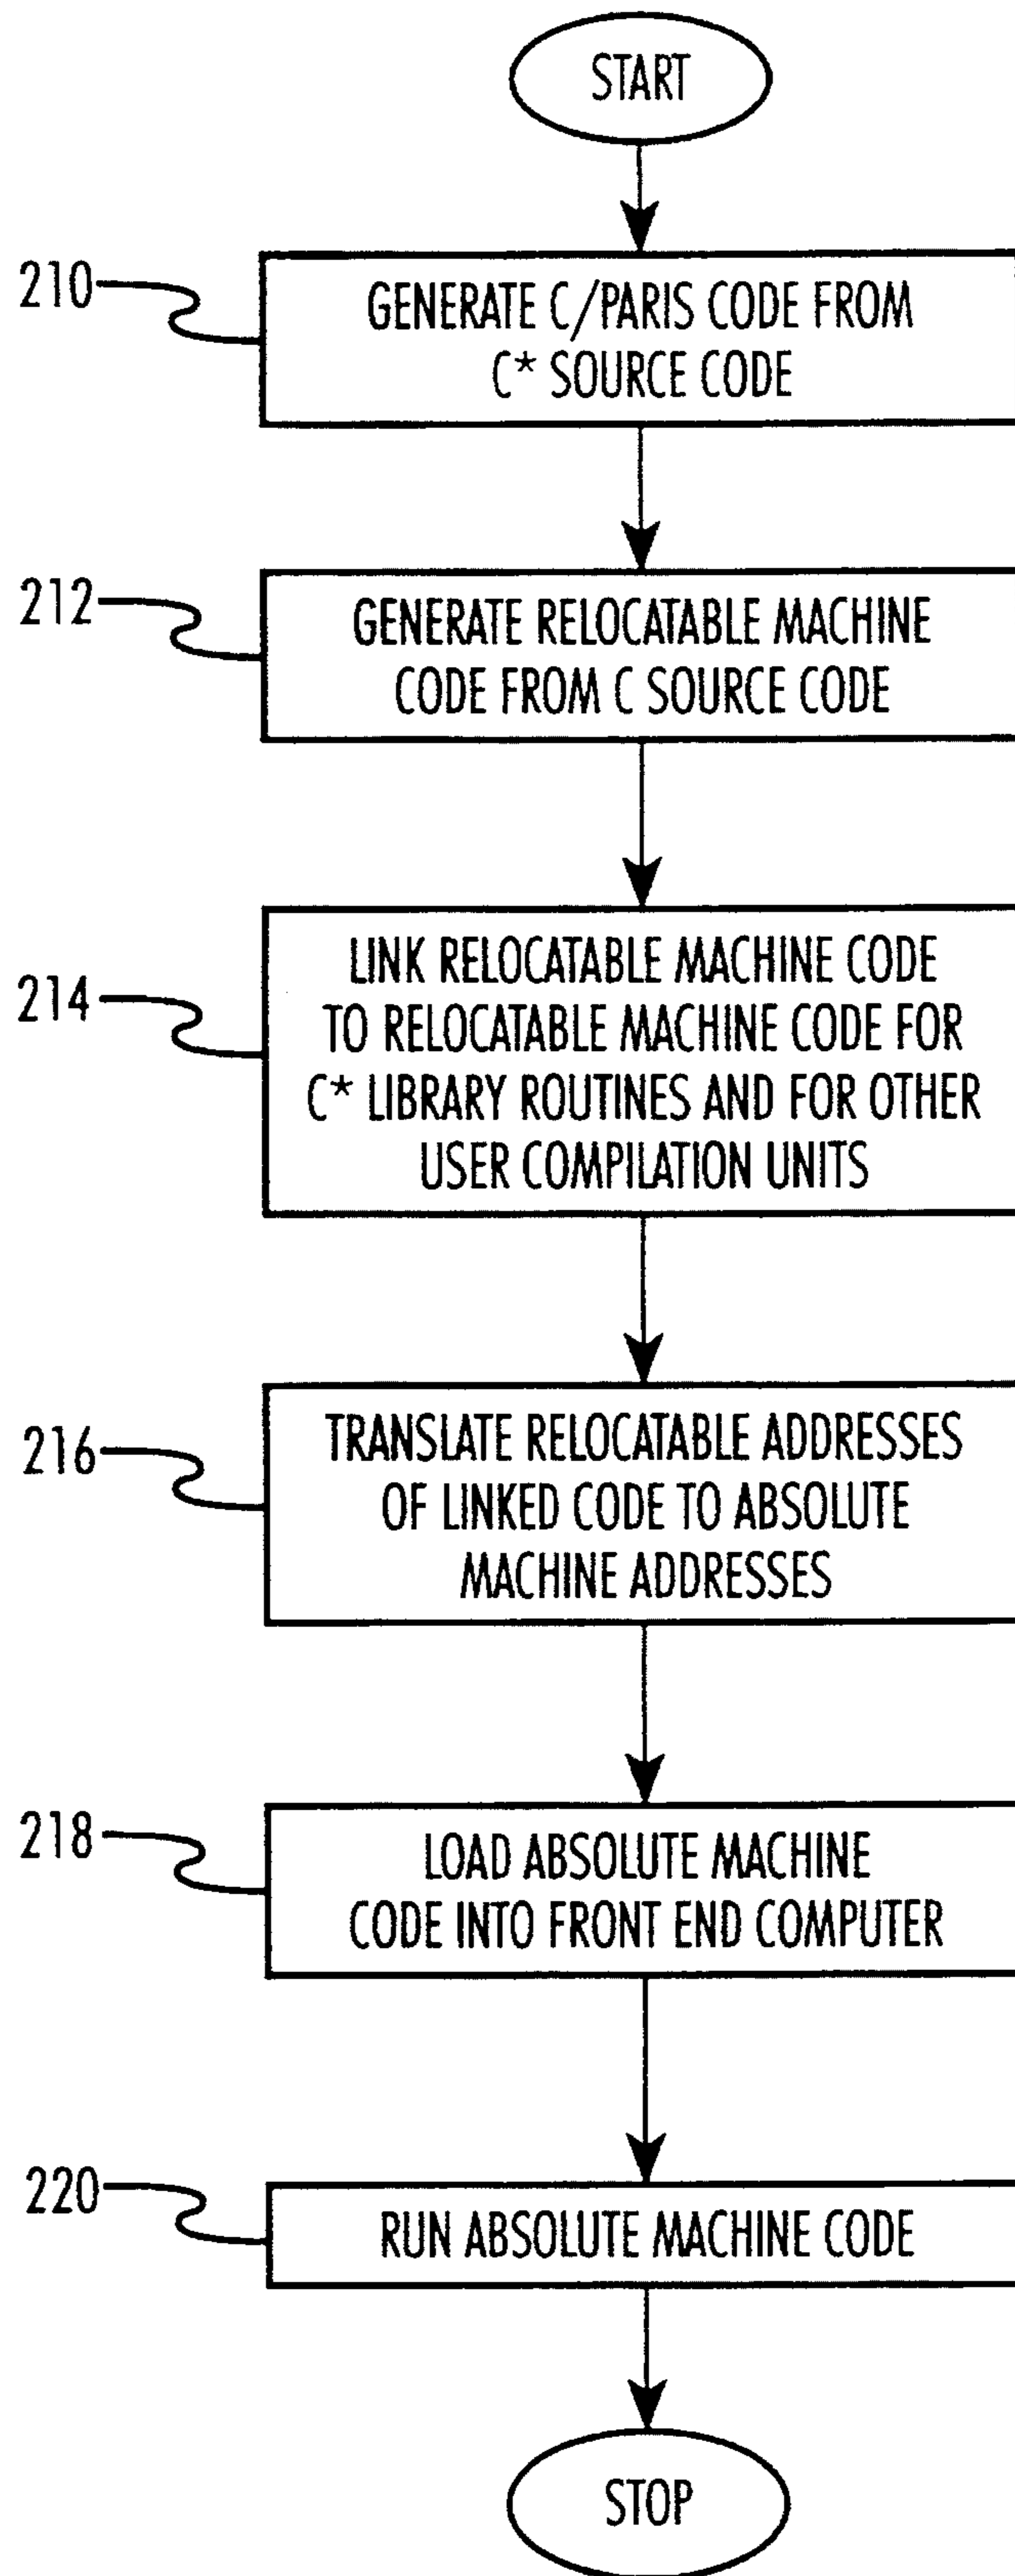 START
210
GENERATE C/PARIS CODE FROM
C* SOURCE CODE
212
GENERATE RELOCATABLE MACHINE
CODE FROM C SOURCE CODE
214
LINK RELOCATABLE MACHINE CODE
TO RELOCATABLE MACHINE CODE FOR
C* LIBRARY ROUTINES AND FOR OTHER
USER COMPILATION UNITS
216
TRANSLATE RELOCATABLE ADDRESSES
OF LINKED CODE TO ABSOLUTE
MACHINE ADDRESSES
218
LOAD ABSOLUTE MACHINE
CODE INTO FRONT END COMPUTER
220
RUN ABSOLUTE MACHINE CODE
STOP